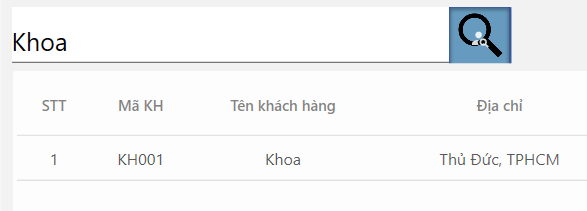 Khoa
STT Mã KH Tên khách hàng Địa chỉ
1 KH001 Khoa Thủ Đức, TPHCM